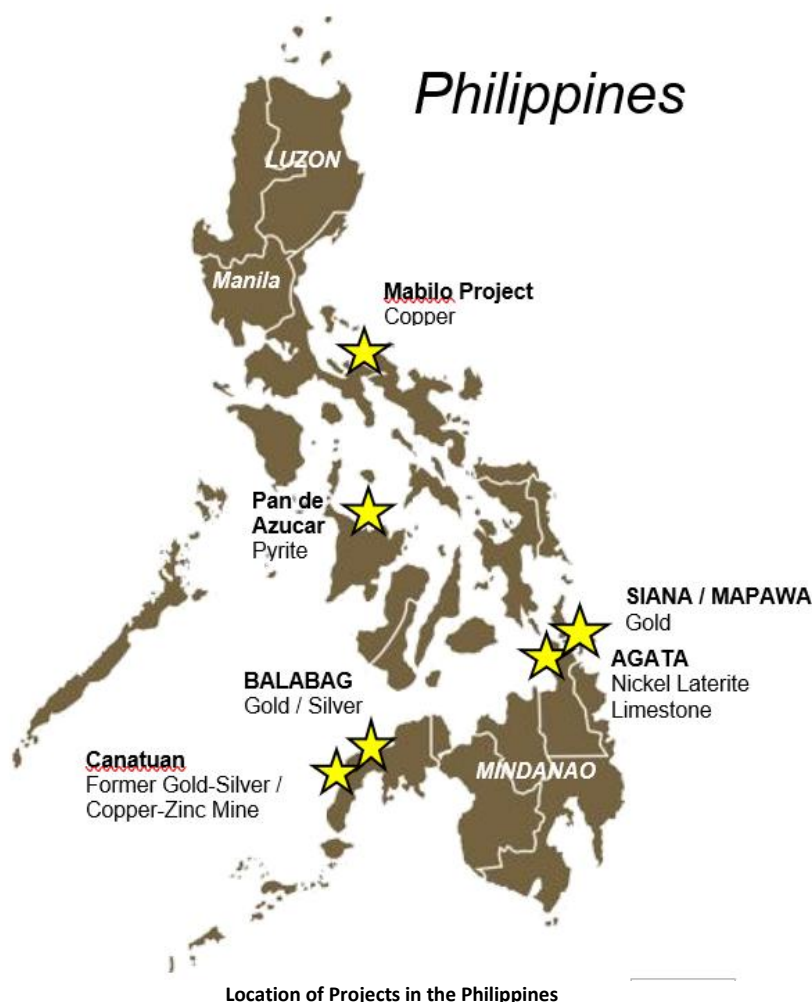 Philippines
LUZON
Manila
Mabilo Project
Copper
Pan de
Azucar
Pyrite
SIANA / MAPAWA
Gold
AGATA
Nickel Laterite
Limestone
BALABAG
Gold / Silver
Canatuan
Former Gold-Silver /
Copper-Zinc Mine
MINDANAO
Location of Projects in the Philippines